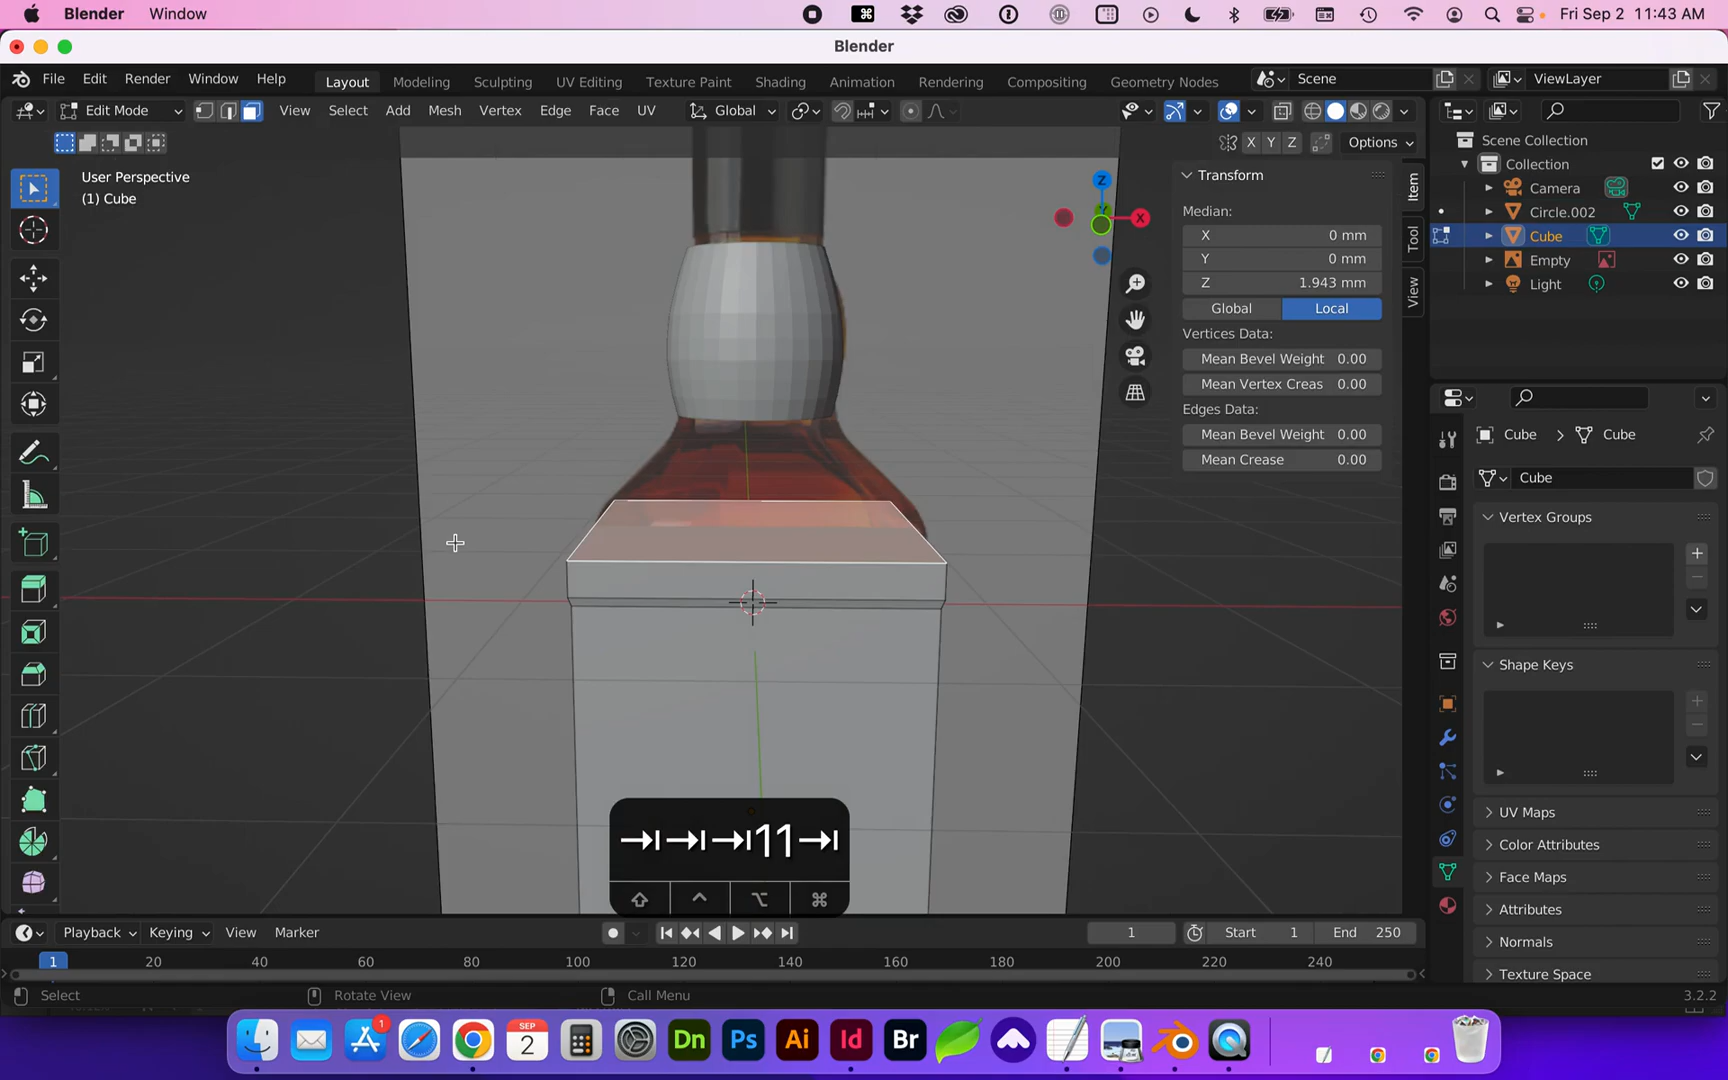 Blender Window Fri Sep 2 11:43 AM
Blender
File Edit Render Window Help Layout Modeling Sculpting UV Editing Texture Paint Shading Animation Rendering Compositing Geometry Nodes Scene ViewLayer
Edit Mode View Select Add Mesh Vertex Edge Face UV Global
X Y Z Options
User Perspective
(1) Cube
Z
X
Transform
Median:
X 0 mm
Y 0 mm
Z 1.943 mm
Global Local
Vertices Data:
Mean Bevel Weight 0.00
Mean Vertex Creas 0.00
Edges Data:
Mean Bevel Weight 0.00
Mean Crease 0.00
Item
Tool
View
Scene Collection
Collection
Camera
Circle.002
Cube
Empty
Light
Cube > Cube
Cube
Vertex Groups
Shape Keys
UV Maps
Color Attributes
Face Maps
Attributes
Normals
Texture Space
⇥⇥⇥11⇥
⇧ ^ ⌥ ⌘
Playback Keying View Marker 1 Start 1 End 250
1 20 40 60 80 100 120 140 160 180 200 220 240
Select Rotate View Call Menu 3.2.2
1 SEP 2 Dn Ps Ai Id Br